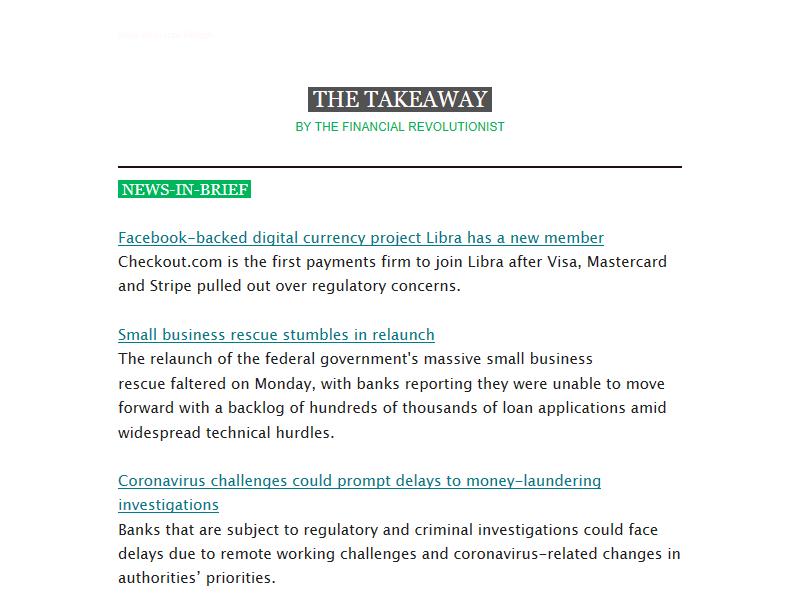 THE TAKEAWAY
BY THE FINANCIAL REVOLUTIONIST
NEWS-IN-BRIEF
Facebook-backed digital currency project Libra has a new member
Checkout.com is the first payments firm to join Libra after Visa, Mastercard
and Stripe pulled out over regulatory concerns.
Small business rescue stumbles in relaunch
The relaunch of the federal government's massive small business
rescue faltered on Monday, with banks reporting they were unable to move
forward with a backlog of hundreds of thousands of loan applications amid
widespread technical hurdles.
Coronavirus challenges could prompt delays to money-laundering
investigations
Banks that are subject to regulatory and criminal investigations could face
delays due to remote working challenges and coronavirus-related changes in
authorities’ priorities.